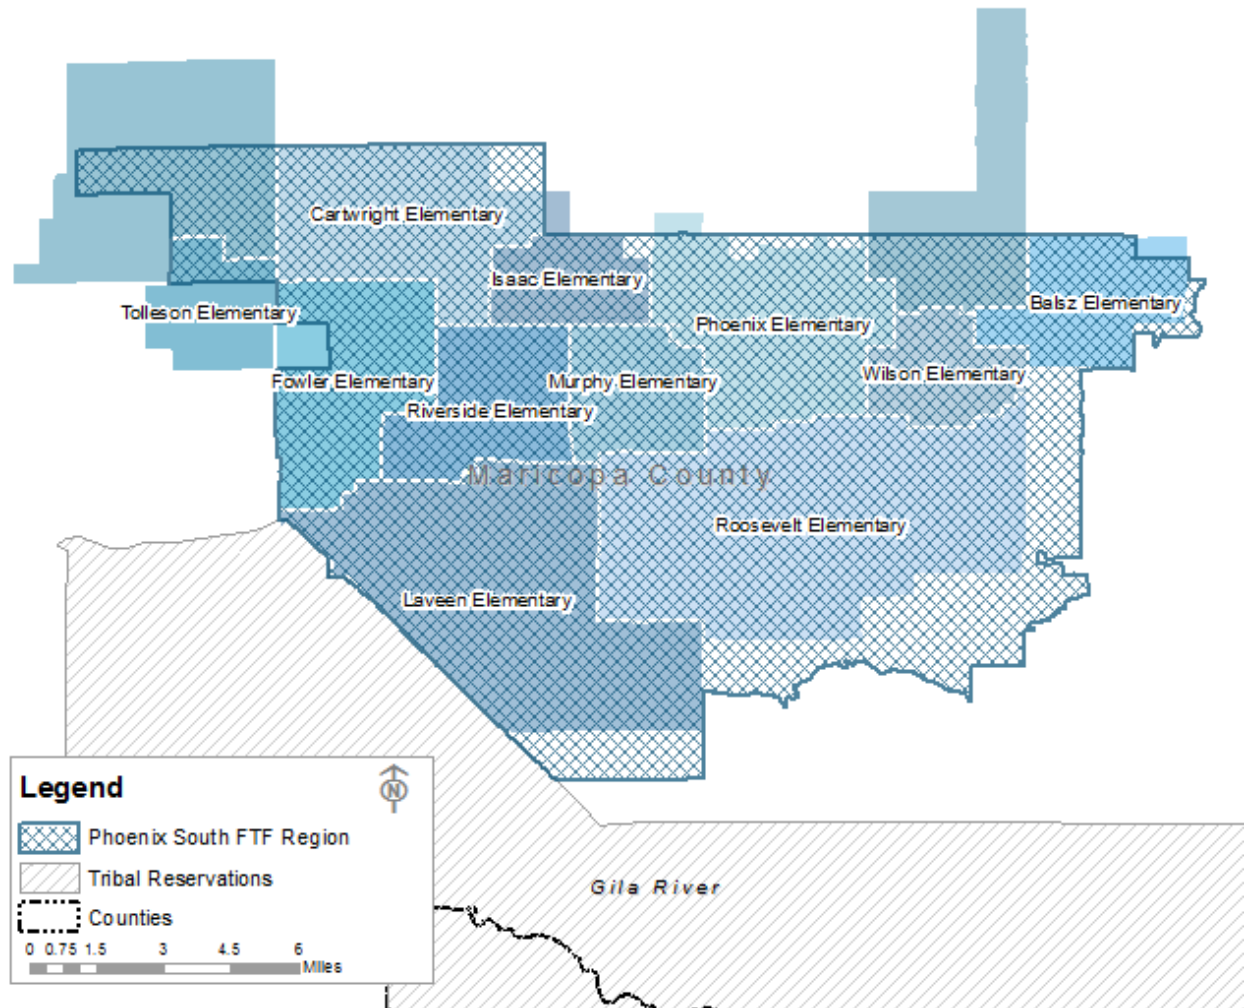 Cartwright Elementary
Isaac Elementary
Balsz Elementary
Tolleson Elementary
Phoenix Elementary
Wilson Elementary
Fowler Elementary
Murphy Elementary
Riverside Elementary
Maricopa County
Roosevelt Elementary
Laveen Elementary
Legend
N
Phoenix South FTF Region
Tribal Reservations
Counties
0 0.75 1.5 3 4.5 6
Miles
Gila River